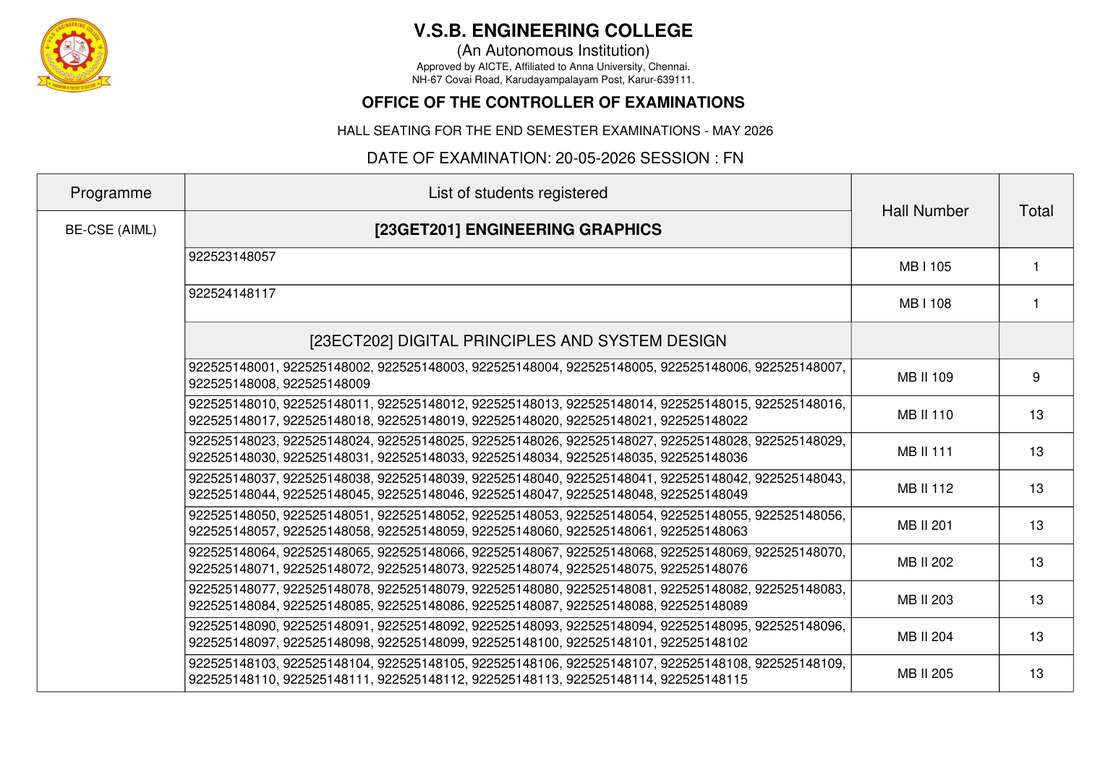 V.S.B. ENGINEERING COLLEGE
(An Autonomous Institution)
Approved by AICTE, Affiliated to Anna University, Chennai.
NH-67 Covai Road, Karudayampalayam Post, Karur-639111.
OFFICE OF THE CONTROLLER OF EXAMINATIONS
HALL SEATING FOR THE END SEMESTER EXAMINATIONS - MAY 2026
DATE OF EXAMINATION: 20-05-2026 SESSION : FN
Programme
List of students registered
Hall Number
Total
BE-CSE (AIML)
[23GET201] ENGINEERING GRAPHICS
922523148057
MB I 105
1
922524148117
MB I 108
1
[23ECT202] DIGITAL PRINCIPLES AND SYSTEM DESIGN
922525148001, 922525148002, 922525148003, 922525148004, 922525148005, 922525148006, 922525148007,
922525148008, 922525148009
MB II 109
9
922525148010, 922525148011, 922525148012, 922525148013, 922525148014, 922525148015, 922525148016,
922525148017, 922525148018, 922525148019, 922525148020, 922525148021, 922525148022
MB II 110
13
922525148023, 922525148024, 922525148025, 922525148026, 922525148027, 922525148028, 922525148029,
922525148030, 922525148031, 922525148033, 922525148034, 922525148035, 922525148036
MB II 111
13
922525148037, 922525148038, 922525148039, 922525148040, 922525148041, 922525148042, 922525148043,
922525148044, 922525148045, 922525148046, 922525148047, 922525148048, 922525148049
MB II 112
13
922525148050, 922525148051, 922525148052, 922525148053, 922525148054, 922525148055, 922525148056,
922525148057, 922525148058, 922525148059, 922525148060, 922525148061, 922525148063
MB II 201
13
922525148064, 922525148065, 922525148066, 922525148067, 922525148068, 922525148069, 922525148070,
922525148071, 922525148072, 922525148073, 922525148074, 922525148075, 922525148076
MB II 202
13
922525148077, 922525148078, 922525148079, 922525148080, 922525148081, 922525148082, 922525148083,
922525148084, 922525148085, 922525148086, 922525148087, 922525148088, 922525148089
MB II 203
13
922525148090, 922525148091, 922525148092, 922525148093, 922525148094, 922525148095, 922525148096,
922525148097, 922525148098, 922525148099, 922525148100, 922525148101, 922525148102
MB II 204
13
922525148103, 922525148104, 922525148105, 922525148106, 922525148107, 922525148108, 922525148109,
922525148110, 922525148111, 922525148112, 922525148113, 922525148114, 922525148115
MB II 205
13